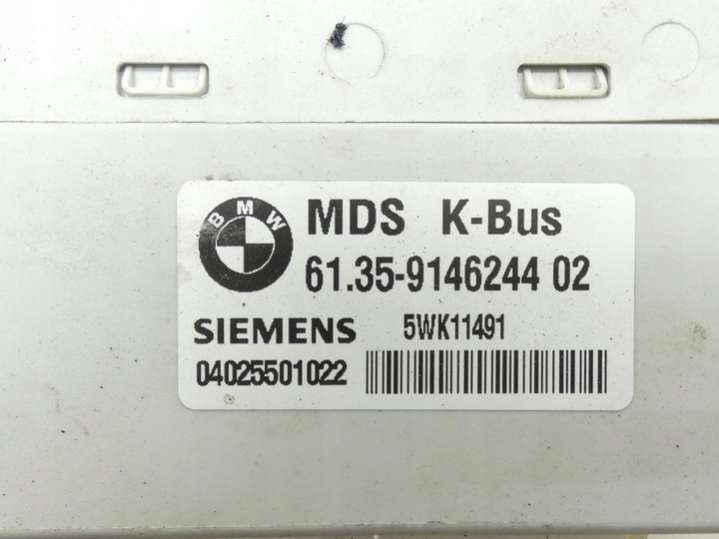 BMW
MDS K-Bus
61.35-9146244 02
SIEMENS 5WK11491
04025501022